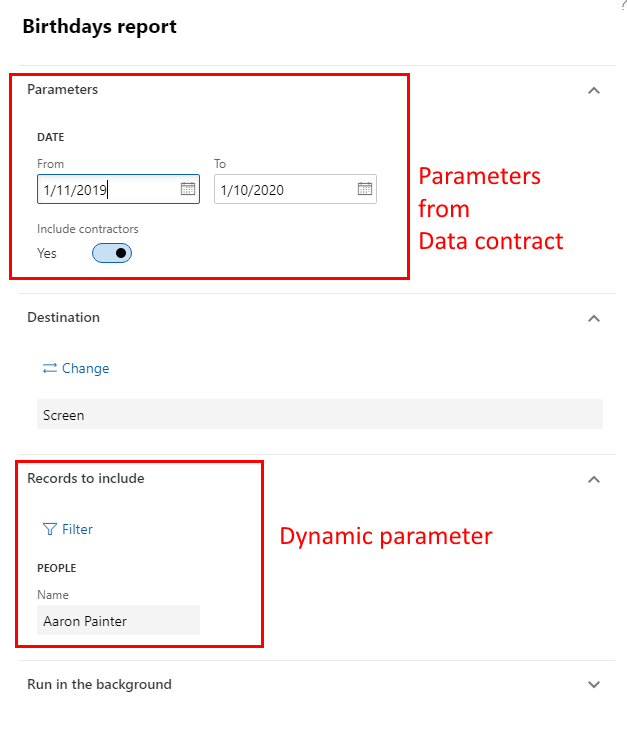 ?
Birthdays report
Parameters
DATE
From To
1/11/2019 1/10/2020
Include contractors
Yes
Parameters
from
Data contract
Destination
Change
Screen
Records to include
Filter
Dynamic parameter
PEOPLE
Name
Aaron Painter
Run in the background